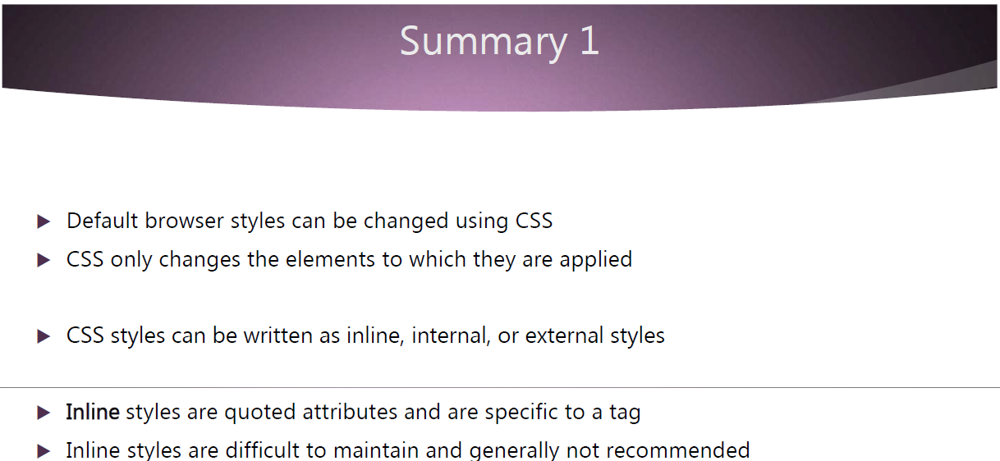 Summary 1
Default browser styles can be changed using CSS
CSS only changes the elements to which they are applied
CSS styles can be written as inline, internal, or external styles
Inline styles are quoted attributes and are specific to a tag
Inline styles are difficult to maintain and generally not recommended